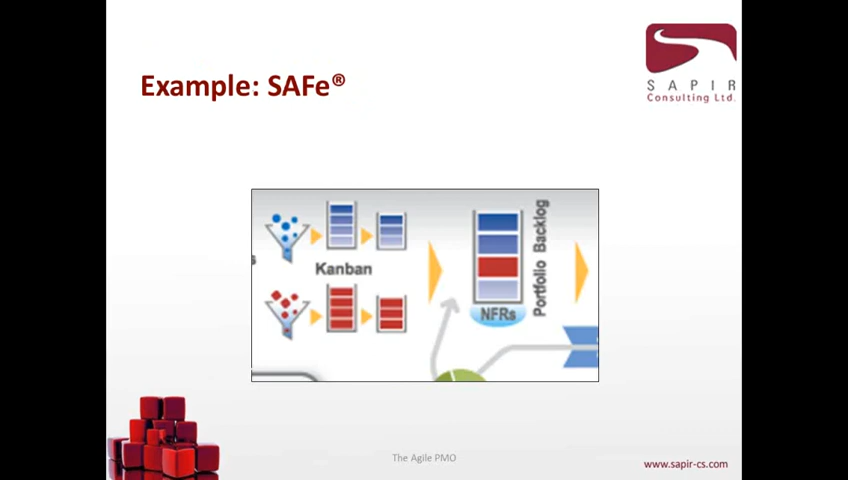 Example: SAFe®
SAPIR
Consulting Ltd.
s
Kanban
Portfolio Backlog
NFRs
The Agile PMO
www.sapir-cs.com